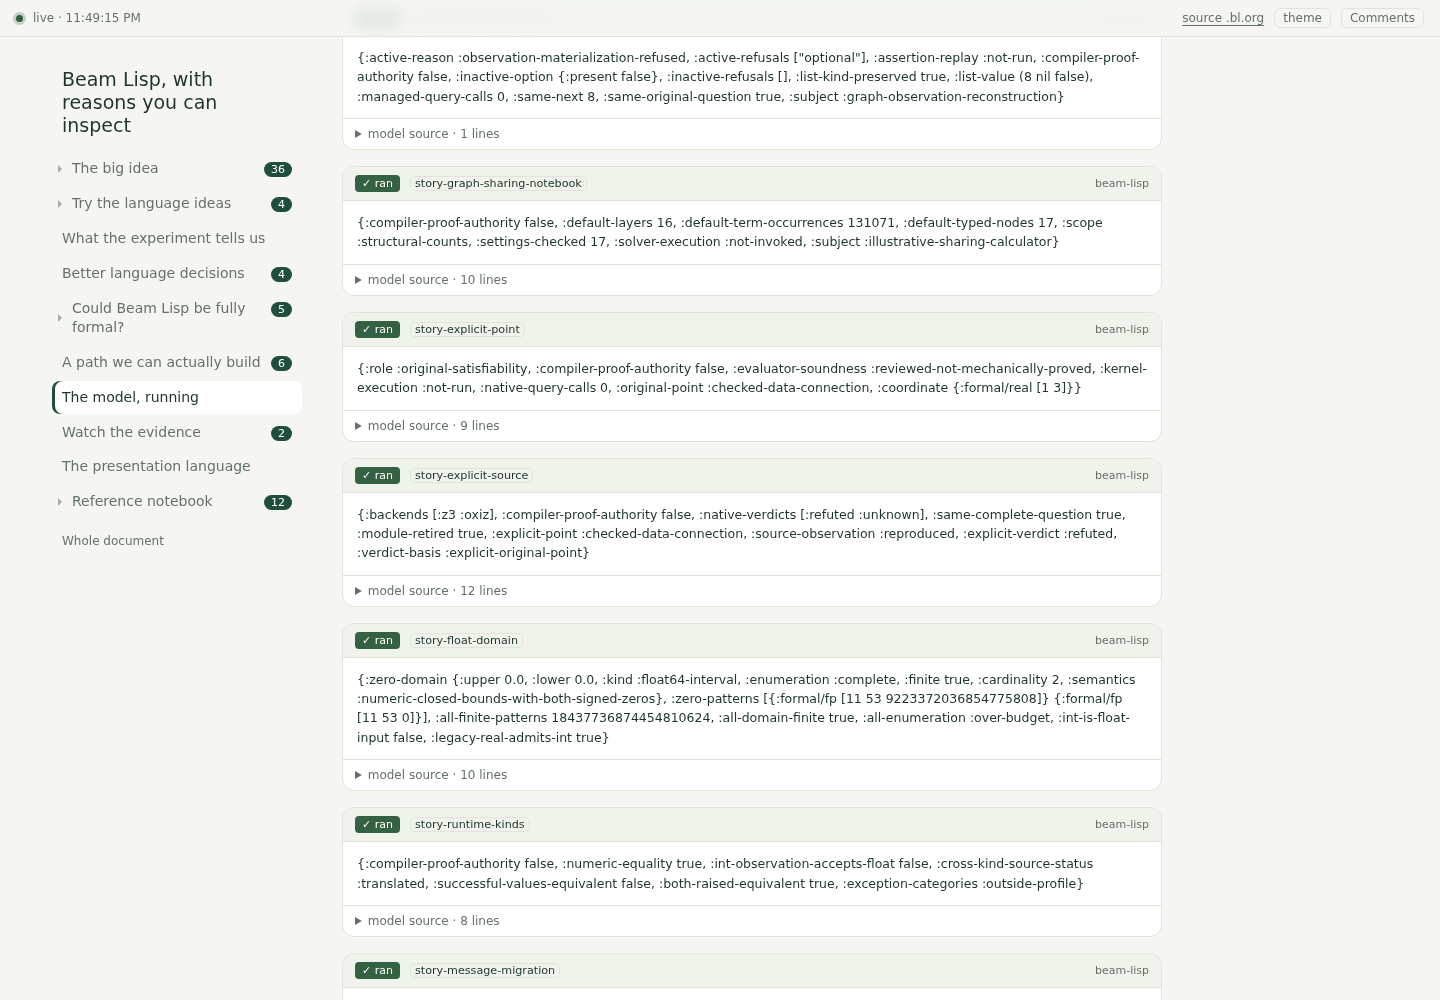 live · 11:49:15 PM
source .bl.org
theme
Comments
Beam Lisp, with
reasons you can
inspect
The big idea
36
Try the language ideas
4
What the experiment tells us
Better language decisions
4
Could Beam Lisp be fully
formal?
5
A path we can actually build
6
The model, running
Watch the evidence
2
The presentation language
Reference notebook
12
Whole document
{:active-reason :observation-materialization-refused, :active-refusals ["optional"], :assertion-replay :not-run, :compiler-proof-
authority false, :inactive-option {:present false}, :inactive-refusals [], :list-kind-preserved true, :list-value (8 nil false),
:managed-query-calls 0, :same-next 8, :same-original-question true, :subject :graph-observation-reconstruction}
model source · 1 lines
✓ ran
story-graph-sharing-notebook
beam-lisp
{:compiler-proof-authority false, :default-layers 16, :default-term-occurrences 131071, :default-typed-nodes 17, :scope
:structural-counts, :settings-checked 17, :solver-execution :not-invoked, :subject :illustrative-sharing-calculator}
model source · 10 lines
✓ ran
story-explicit-point
beam-lisp
{:role :original-satisfiability, :compiler-proof-authority false, :evaluator-soundness :reviewed-not-mechanically-proved, :kernel-
execution :not-run, :native-query-calls 0, :original-point :checked-data-connection, :coordinate {:formal/real [1 3]}}
model source · 9 lines
✓ ran
story-explicit-source
beam-lisp
{:backends [:z3 :oxiz], :compiler-proof-authority false, :native-verdicts [:refuted :unknown], :same-complete-question true,
:module-retired true, :explicit-point :checked-data-connection, :source-observation :reproduced, :explicit-verdict :refuted,
:verdict-basis :explicit-original-point}
model source · 12 lines
✓ ran
story-float-domain
beam-lisp
{:zero-domain {:upper 0.0, :lower 0.0, :kind :float64-interval, :enumeration :complete, :finite true, :cardinality 2, :semantics
:numeric-closed-bounds-with-both-signed-zeros}, :zero-patterns [{:formal/fp [11 53 9223372036854775808]} {:formal/fp
[11 53 0]}], :all-finite-patterns 18437736874454810624, :all-domain-finite true, :all-enumeration :over-budget, :int-is-float-
input false, :legacy-real-admits-int true}
model source · 10 lines
✓ ran
story-runtime-kinds
beam-lisp
{:compiler-proof-authority false, :numeric-equality true, :int-observation-accepts-float false, :cross-kind-source-status
:translated, :successful-values-equivalent false, :both-raised-equivalent true, :exception-categories :outside-profile}
model source · 8 lines
✓ ran
story-message-migration
beam-lisp